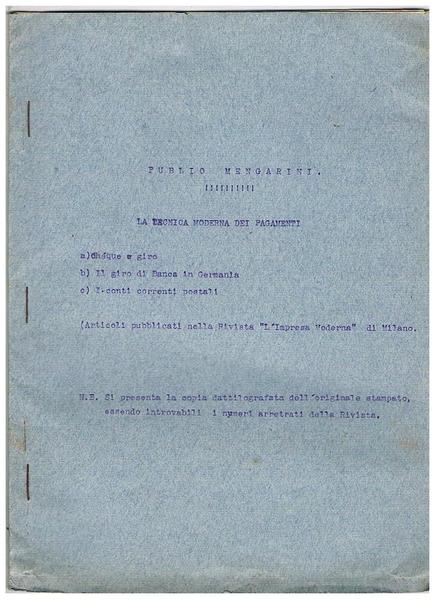 PUBLIO MENGARINI.
!!!!!!!!!!
LA TECNICA MODERNA DEI PAGAMENTI
a)Chéque e giro
b) Il giro di Banca in Germania
c) I conti correnti postali
(Articoli pubblicati nella Rivista "L'Impresa Moderna" di Milano.
N.B. Si presenta la copia dattilografata dell'originale stampato,
essendo introvabili i numeri arretrati della Rivista.